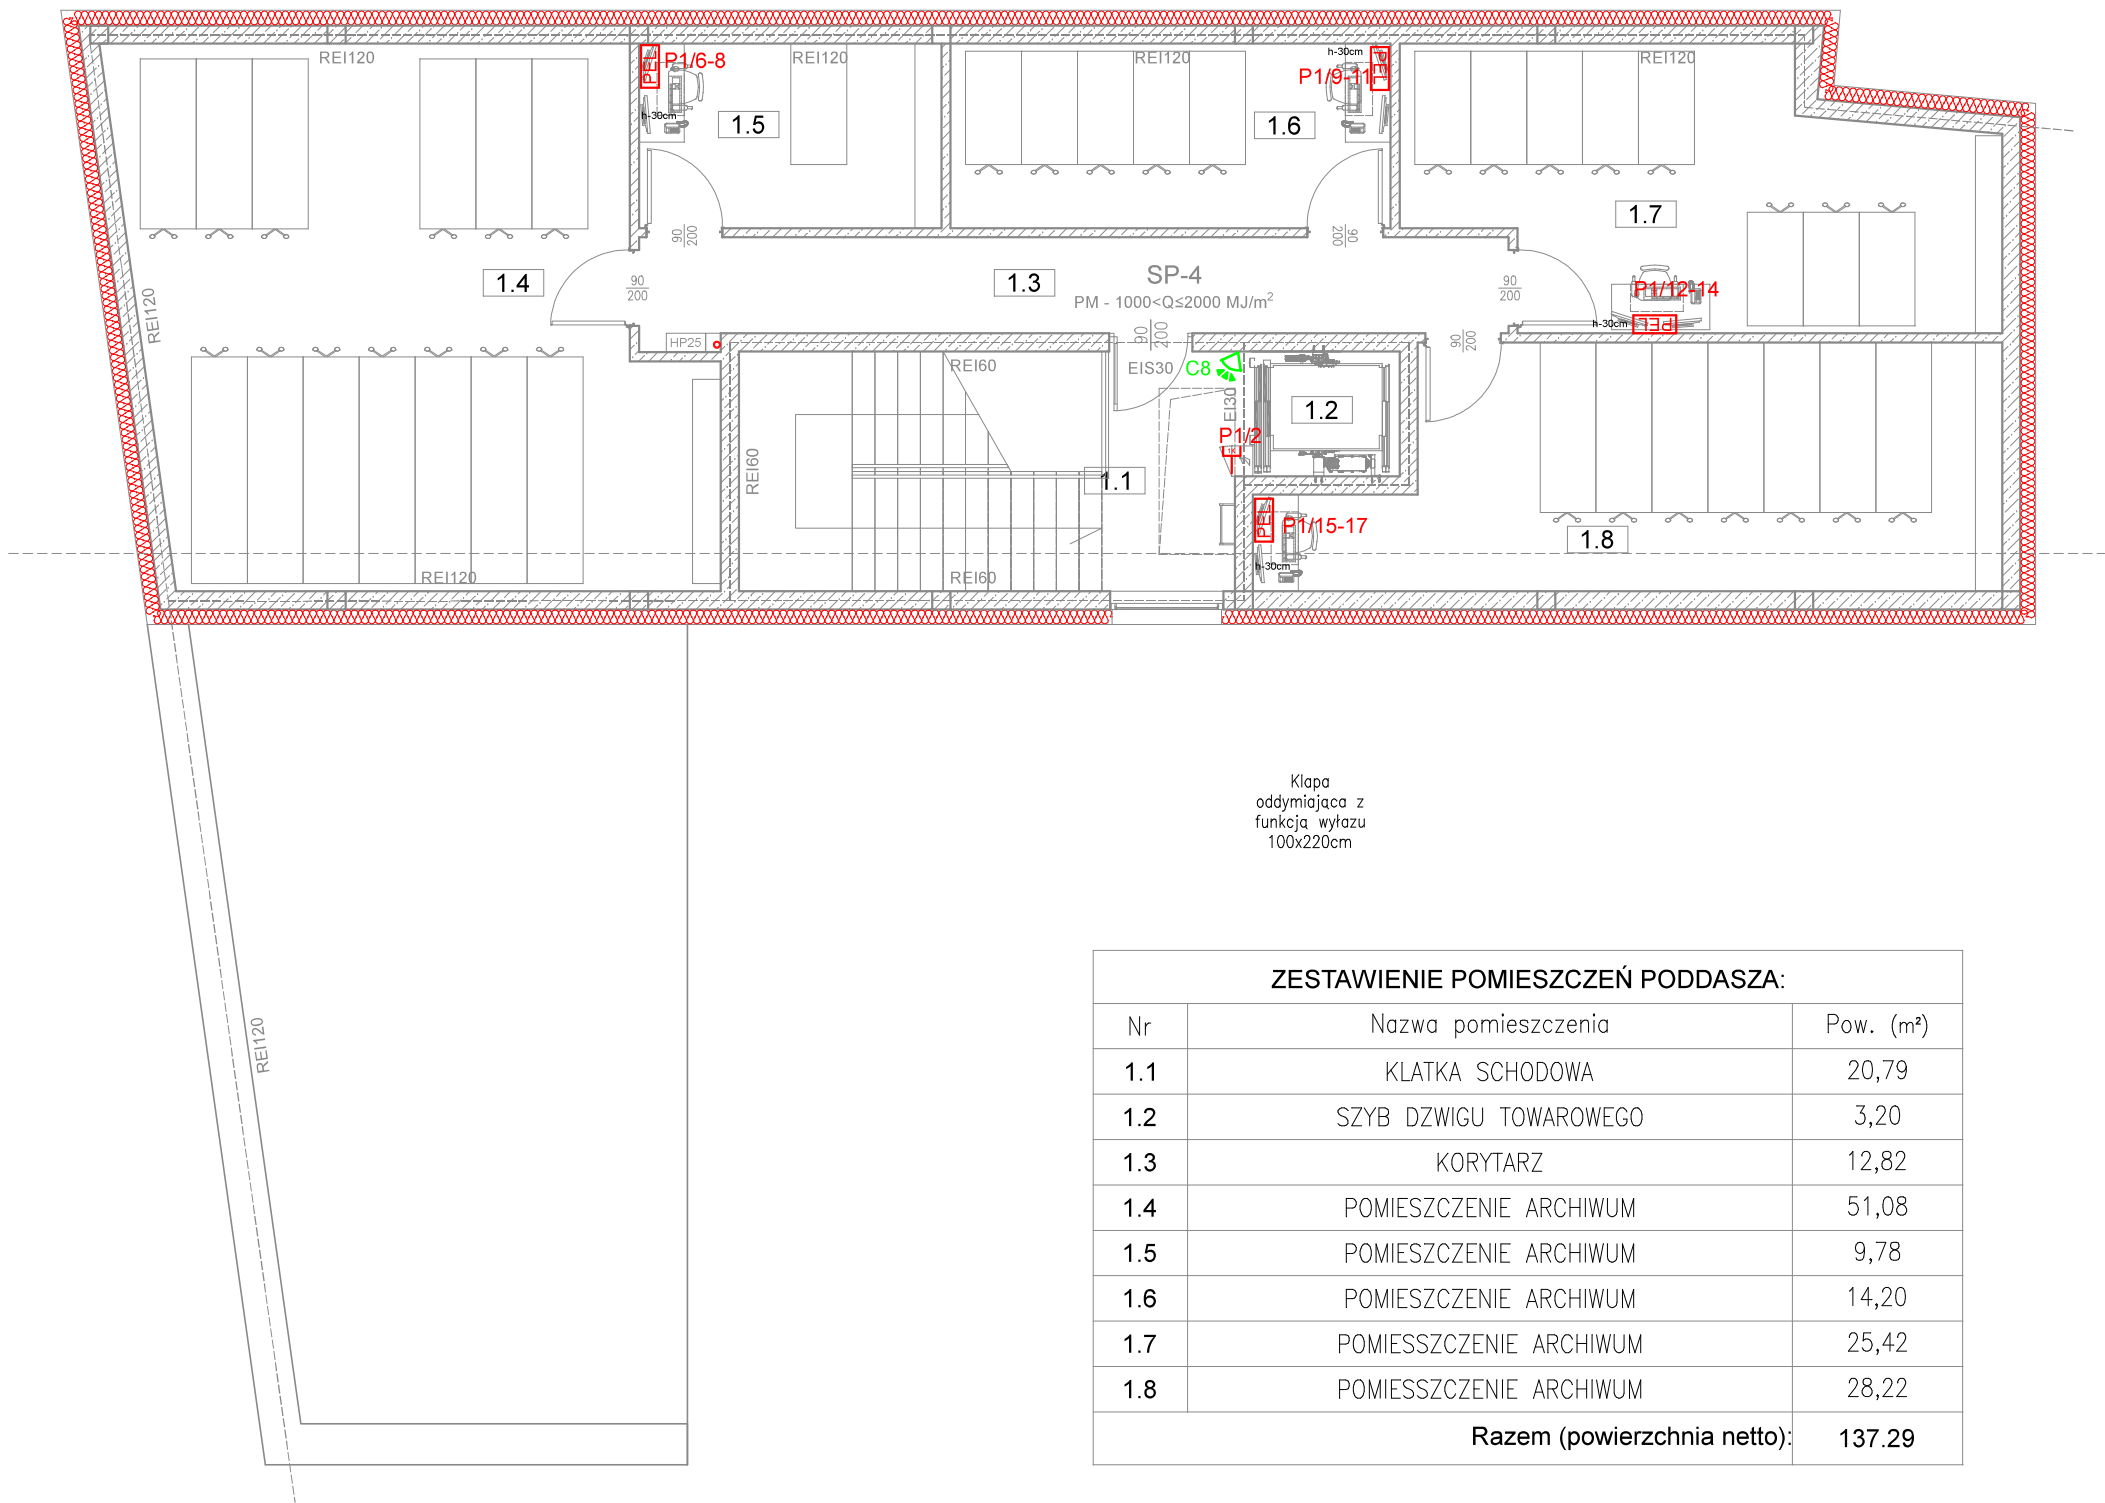 REI120
PEL
P1/6-8
REI120
REI120
h-30cm
PEL
P1/9-11
REI120
h-30cm
1.5
1.6
1.7
90
200
90
200
1.4
90
200
1.3
SP-4
PM - 1000<Q≤2000 MJ/m²
90
200
P1/12-14
REI120
h-30cm
PEL
HP25
90
200
90
200
REI60
EIS30
C8
EI30
1.2
P1/2
REI60
1.1
PEL
P1/15-17
1.8
h-30cm
REI120
REI60
Klapa
oddymiająca z
funkcją wyłazu
100x220cm
REI120
ZESTAWIENIE POMIESZCZEŃ PODDASZA:
Nr Nazwa pomieszczenia Pow. (m²)
1.1 KLATKA SCHODOWA 20,79
1.2 SZYB DZWIGU TOWAROWEGO 3,20
1.3 KORYTARZ 12,82
1.4 POMIESZCZENIE ARCHIWUM 51,08
1.5 POMIESZCZENIE ARCHIWUM 9,78
1.6 POMIESZCZENIE ARCHIWUM 14,20
1.7 POMIESSZCZENIE ARCHIWUM 25,42
1.8 POMIESSZCZENIE ARCHIWUM 28,22
Razem (powierzchnia netto): 137.29